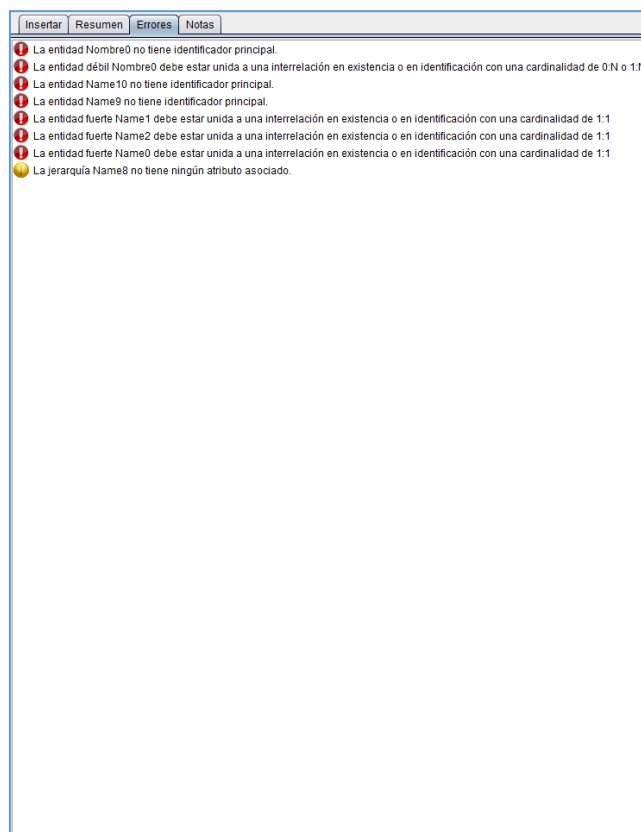 Insertar Resumen Errores Notas
La entidad Nombre0 no tiene identificador principal.
La entidad débil Nombre0 debe estar unida a una interrelación en existencia o en identificación con una cardinalidad de 0:N o 1:N
La entidad Name10 no tiene identificador principal.
La entidad Name9 no tiene identificador principal.
La entidad fuerte Name1 debe estar unida a una interrelación en existencia o en identificación con una cardinalidad de 1:1
La entidad fuerte Name2 debe estar unida a una interrelación en existencia o en identificación con una cardinalidad de 1:1
La entidad fuerte Name0 debe estar unida a una interrelación en existencia o en identificación con una cardinalidad de 1:1
La jerarquía Name8 no tiene ningún atributo asociado.